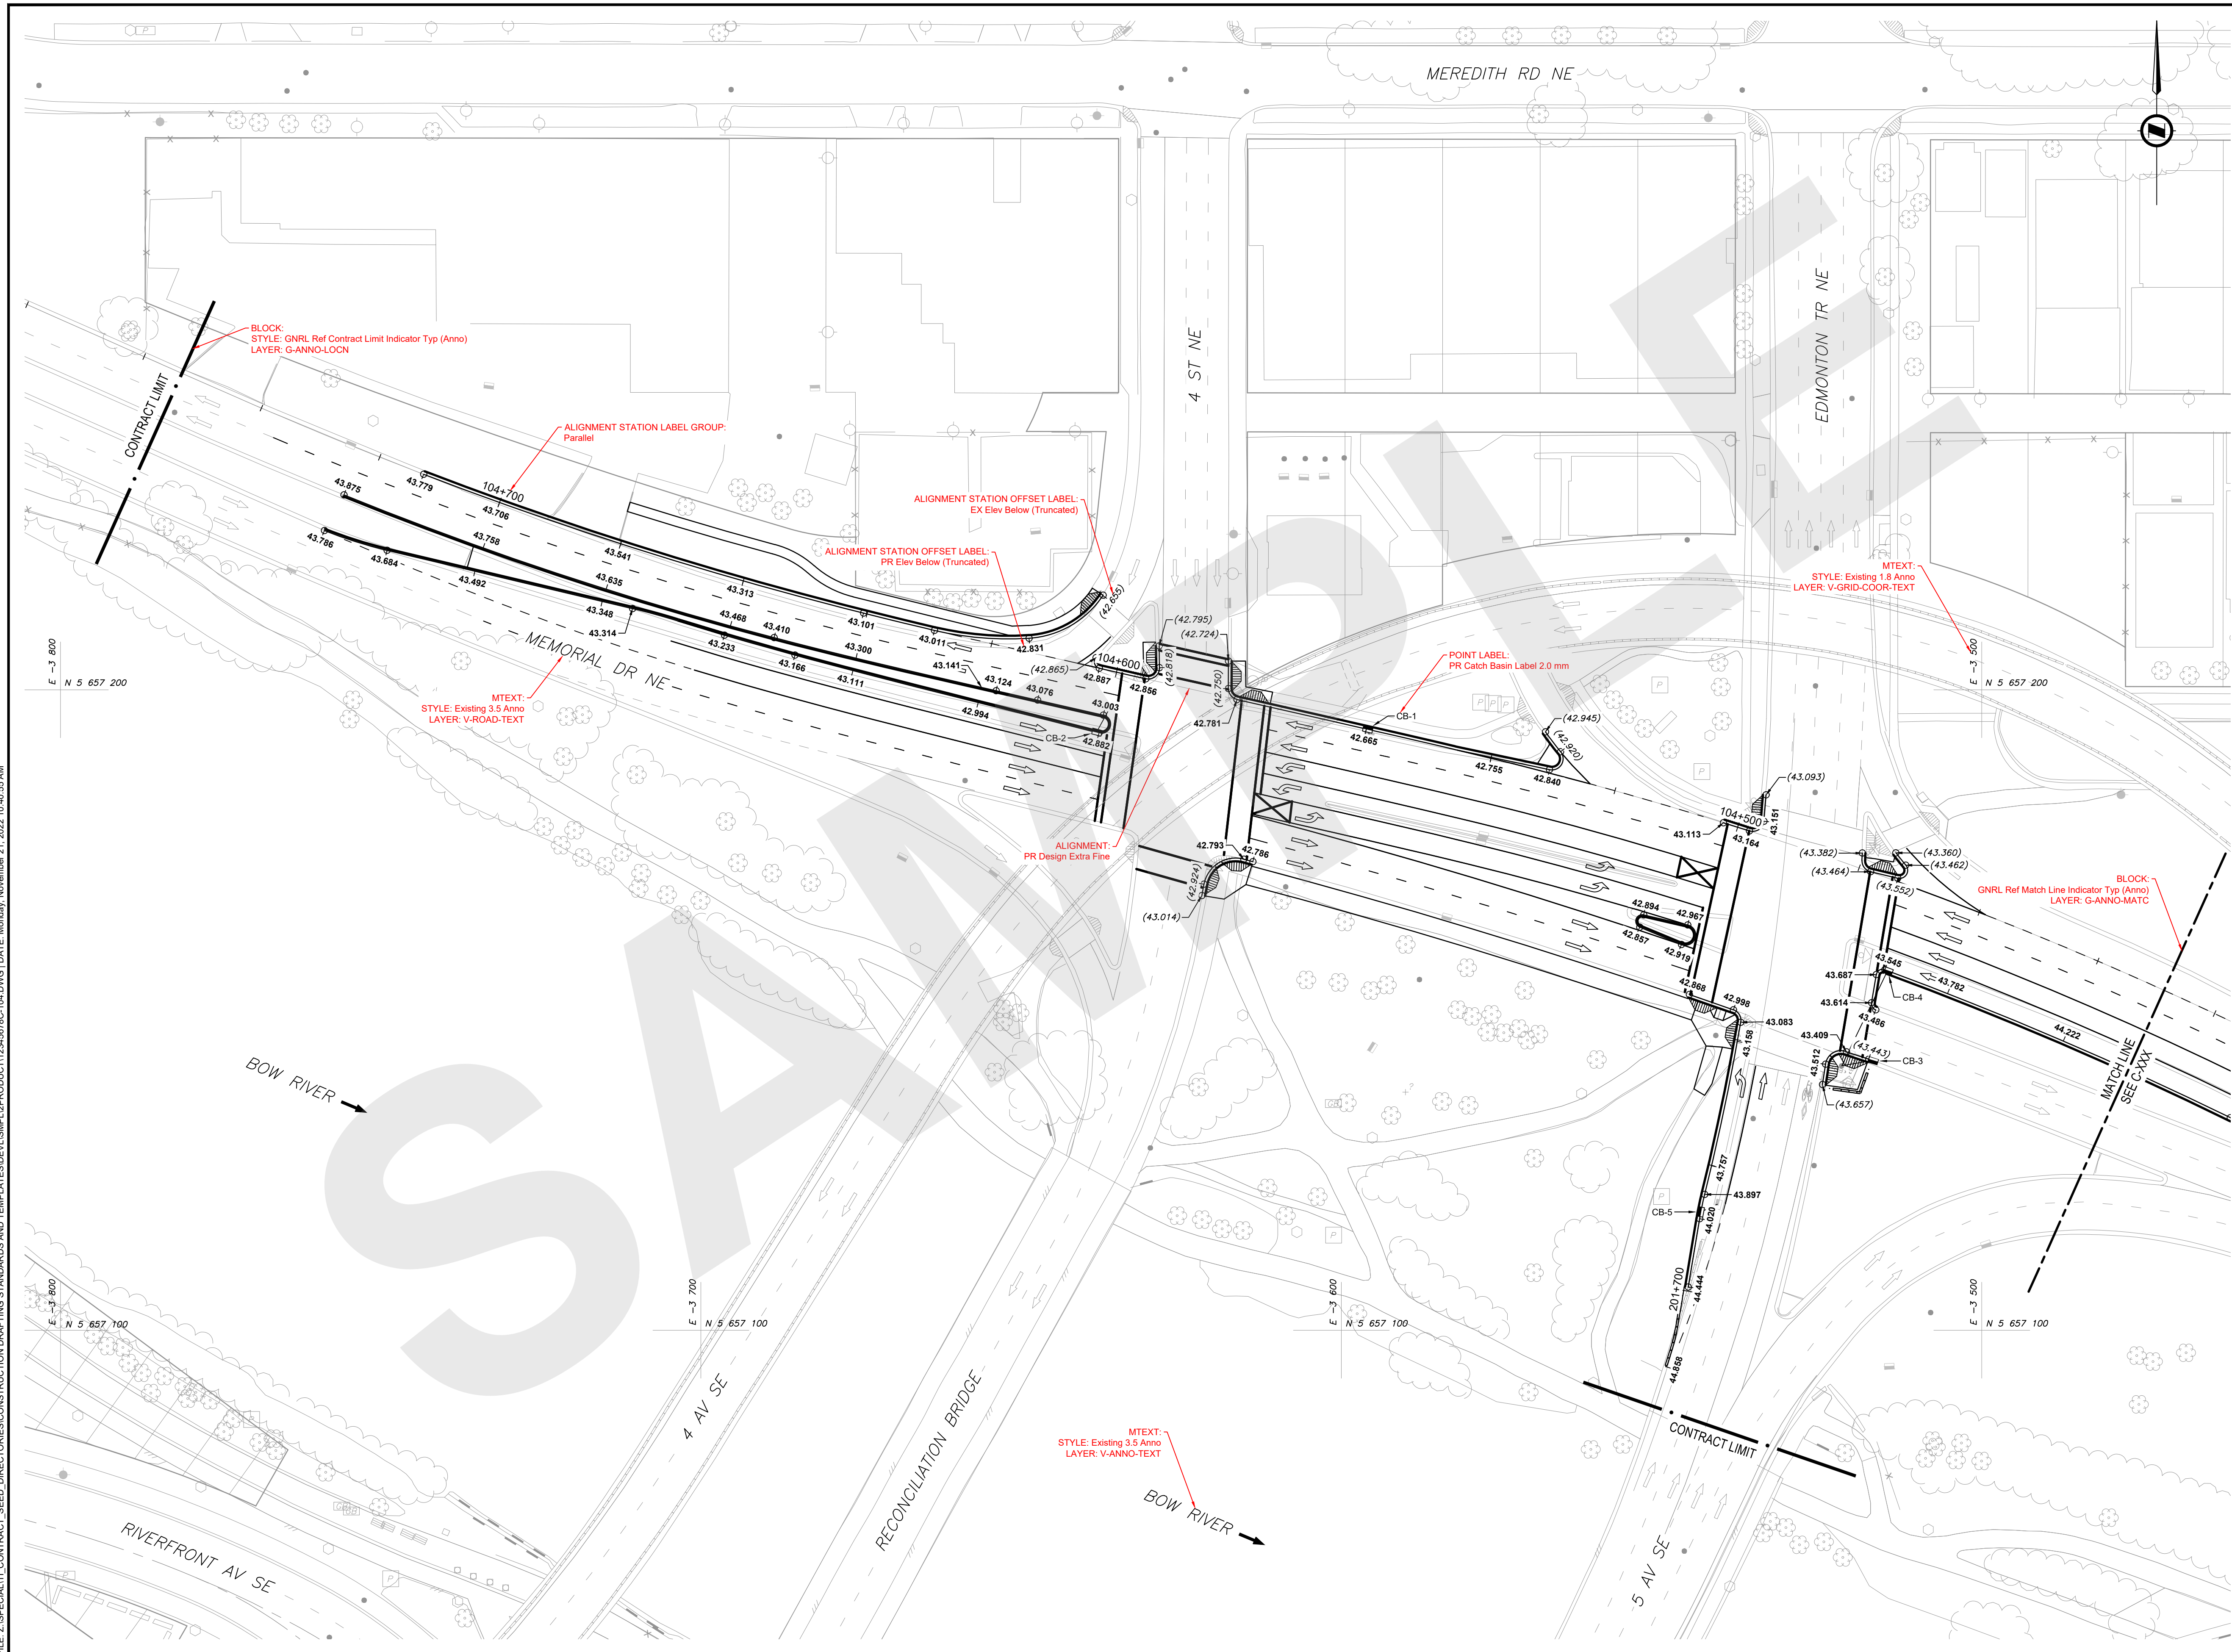 MEREDITH RD NE
4 ST NE
EDMONTON TR NE
BLOCK:
STYLE: GNRL Ref Contract Limit Indicator Typ (Anno)
LAYER: G-ANNO-LOCN
CONTRACT LIMIT
ALIGNMENT STATION LABEL GROUP:
Parallel
ALIGNMENT STATION OFFSET LABEL:
EX Elev Below (Truncated)
ALIGNMENT STATION OFFSET LABEL:
PR Elev Below (Truncated)
MTEXT:
STYLE: Existing 1.8 Anno
LAYER: V-GRID-COOR-TEXT
43.779
104+700
43.706
43.875
43.786
43.684
43.758
43.492
43.541
43.635
43.348
43.314
43.313
43.468
43.410
43.233
43.166
43.300
43.111
43.101
43.011
42.831
(42.655)
43.141
43.124
43.076
42.994
43.003
CB-2
42.882
(42.865)
104+600
42.887
42.856
(42.795)
(42.724)
(42.818)
(42.750)
42.781
E -3 800
N 5 657 200
E -3 500
N 5 657 200
MEMORIAL DR NE
MTEXT:
STYLE: Existing 3.5 Anno
LAYER: V-ROAD-TEXT
POINT LABEL:
PR Catch Basin Label 2.0 mm
CB-1
42.665
42.755
42.840
(42.945)
(42.920)
P P P
P
P
(43.093)
104+500
43.113
43.164
43.151
ALIGNMENT:
PR Design Extra Fine
42.793
42.786
(42.924)
(43.014)
(43.382)
(43.464)
(43.360)
(43.462)
(43.552)
BLOCK:
GNRL Ref Match Line Indicator Typ (Anno)
LAYER: G-ANNO-MATC
42.894
42.967
42.857
42.919
42.868
42.998
43.083
43.158
43.687
43.545
43.782
CB-4
43.614
43.486
44.222
43.409
(43.443)
43.512
CB-3
(43.657)
MATCH LINE
SEE C-XXX
BOW RIVER
43.757
43.897
CB-5
44.020
44.444
201+700
44.858
E -3 800
N 5 657 100
E -3 700
N 5 657 100
E -3 600
N 5 657 100
E -3 500
N 5 657 100
CONTRACT LIMIT
4 AV SE
RECONCILIATION BRIDGE
MTEXT:
STYLE: Existing 3.5 Anno
LAYER: V-ANNO-TEXT
BOW RIVER
RIVERFRONT AV SE
5 AV SE
SAMPLE